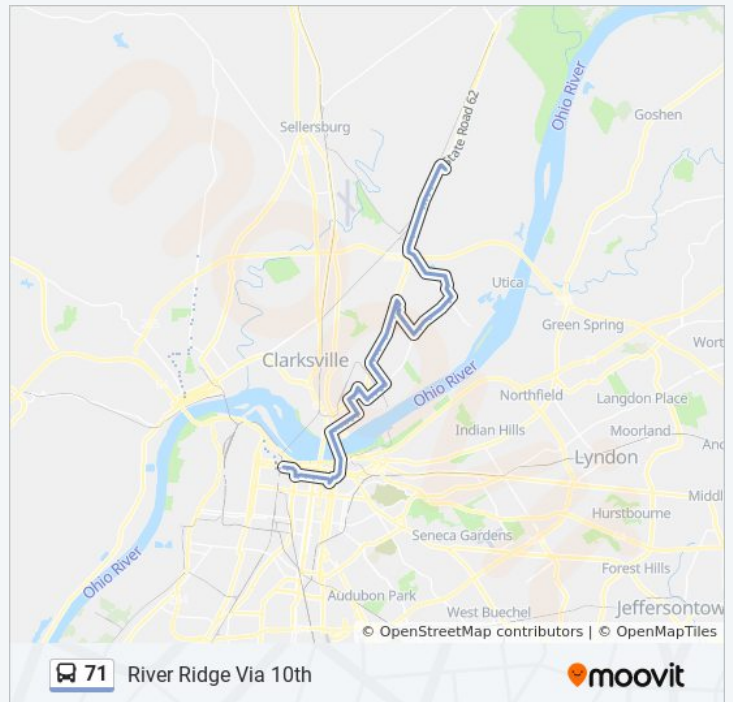 Ohio River
State Road 62
Goshen
Sellersburg
Utica
Green Spring
Wort
Clarksville
Ohio River
Northfield
Langdon Place
Indian Hills
Moorland
Anc
Lyndon
Middl
Hurstbourne
Seneca Gardens
Ohio River
Forest Hills
Audubon Park
West Buechel
Jeffersontow
© OpenStreetMap contributors | © OpenMapTiles
71 River Ridge Via 10th
moovit